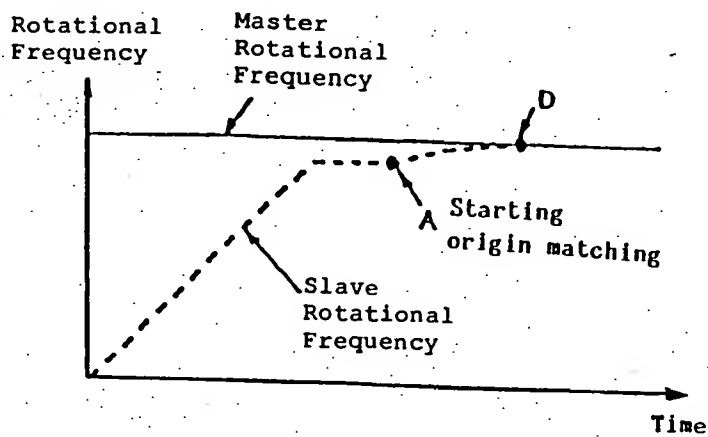 Rotational
Frequency
Master
Rotational
Frequency
D
A
Starting
origin matching
Slave
Rotational
Frequency
Time